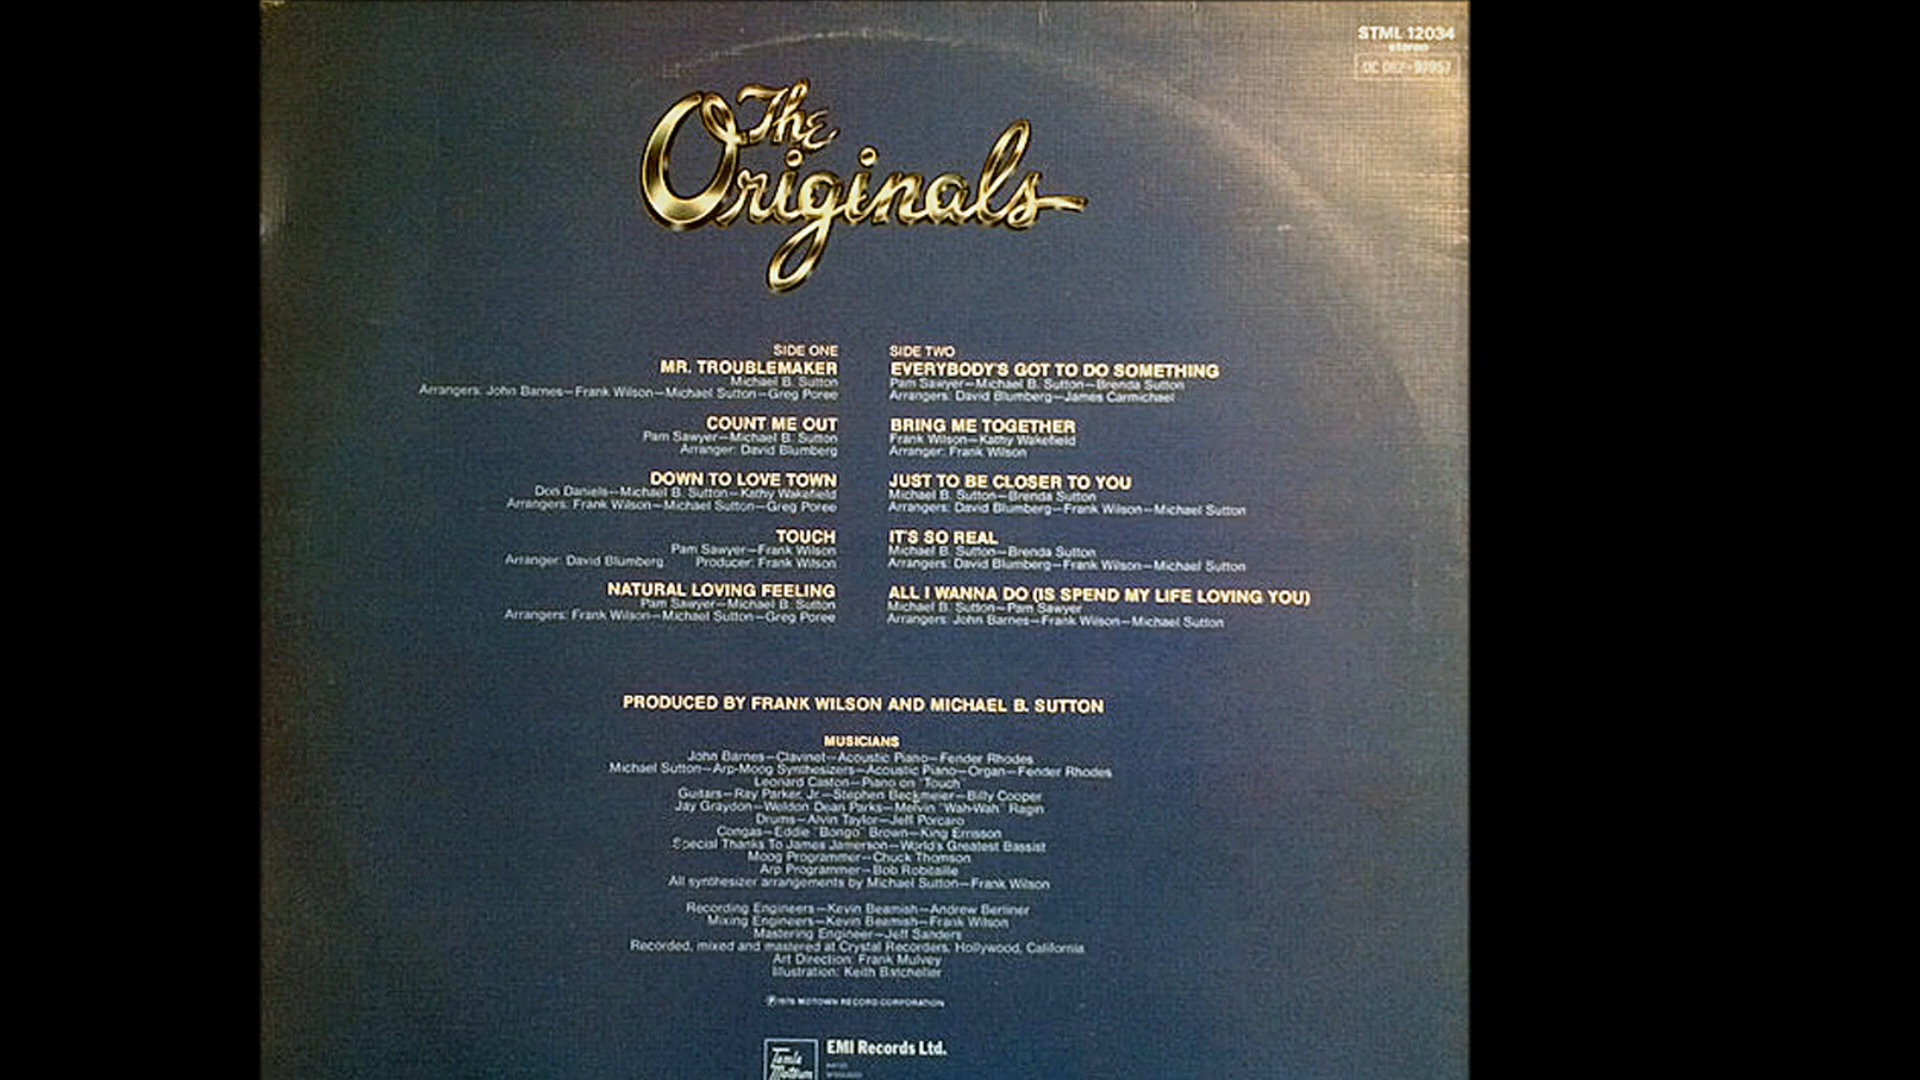 STML 12034
stereo
OC 062-97957
The
Originals
SIDE ONE
MR. TROUBLEMAKER
Michael B. Sutton
Arrangers: John Barnes—Frank Wilson—Michael Sutton—Greg Poree
COUNT ME OUT
Pam Sawyer—Michael B. Sutton
Arranger: David Blumberg
DOWN TO LOVE TOWN
Don Daniels—Michael B. Sutton—Kathy Wakefield
Arrangers: Frank Wilson—Michael Sutton—Greg Poree
TOUCH
Pam Sawyer—Frank Wilson
Arranger: David Blumberg Producer: Frank Wilson
NATURAL LOVING FEELING
Pam Sawyer—Michael B. Sutton
Arrangers: Frank Wilson—Michael Sutton—Greg Poree
SIDE TWO
EVERYBODY'S GOT TO DO SOMETHING
Pam Sawyer—Michael B. Sutton—Brenda Sutton
Arrangers: David Blumberg—James Carmichael
BRING ME TOGETHER
Frank Wilson—Kathy Wakefield
Arranger: Frank Wilson
JUST TO BE CLOSER TO YOU
Michael B. Sutton—Brenda Sutton
Arrangers: David Blumberg—Frank Wilson—Michael Sutton
IT'S SO REAL
Michael B. Sutton—Brenda Sutton
Arrangers: David Blumberg—Frank Wilson—Michael Sutton
ALL I WANNA DO (IS SPEND MY LIFE LOVING YOU)
Michael B. Sutton—Pam Sawyer
Arrangers: John Barnes—Frank Wilson—Michael Sutton
PRODUCED BY FRANK WILSON AND MICHAEL B. SUTTON
MUSICIANS
John Barnes—Clavinet—Acoustic Piano—Fender Rhodes
Michael Sutton—Arp-Moog Synthesizers—Acoustic Piano—Organ—Fender Rhodes
Leonard Caston—Piano on "Touch"
Guitars—Ray Parker, Jr.—Stephen Beckmeier—Billy Cooper
Jay Graydon—Weldon Dean Parks—Melvin "Wah-Wah" Ragin
Drums—Alvin Taylor—Jeff Porcaro
Congas—Eddie "Bongo" Brown—King Errisson
Special Thanks To James Jamerson—World's Greatest Bassist
Moog Programmer—Chuck Thomson
Arp Programmer—Bob Robitaille
All synthesizer arrangements by Michael Sutton—Frank Wilson
Recording Engineers—Kevin Beamish—Andrew Berliner
Mixing Engineers—Kevin Beamish—Frank Wilson
Mastering Engineer—Jeff Sanders
Recorded, mixed and mastered at Crystal Recorders, Hollywood, California
Art Direction: Frank Mulvey
Illustration: Keith Batcheller
℗1976 MOTOWN RECORD CORPORATION
Tamla
Motown
EMI Records Ltd.